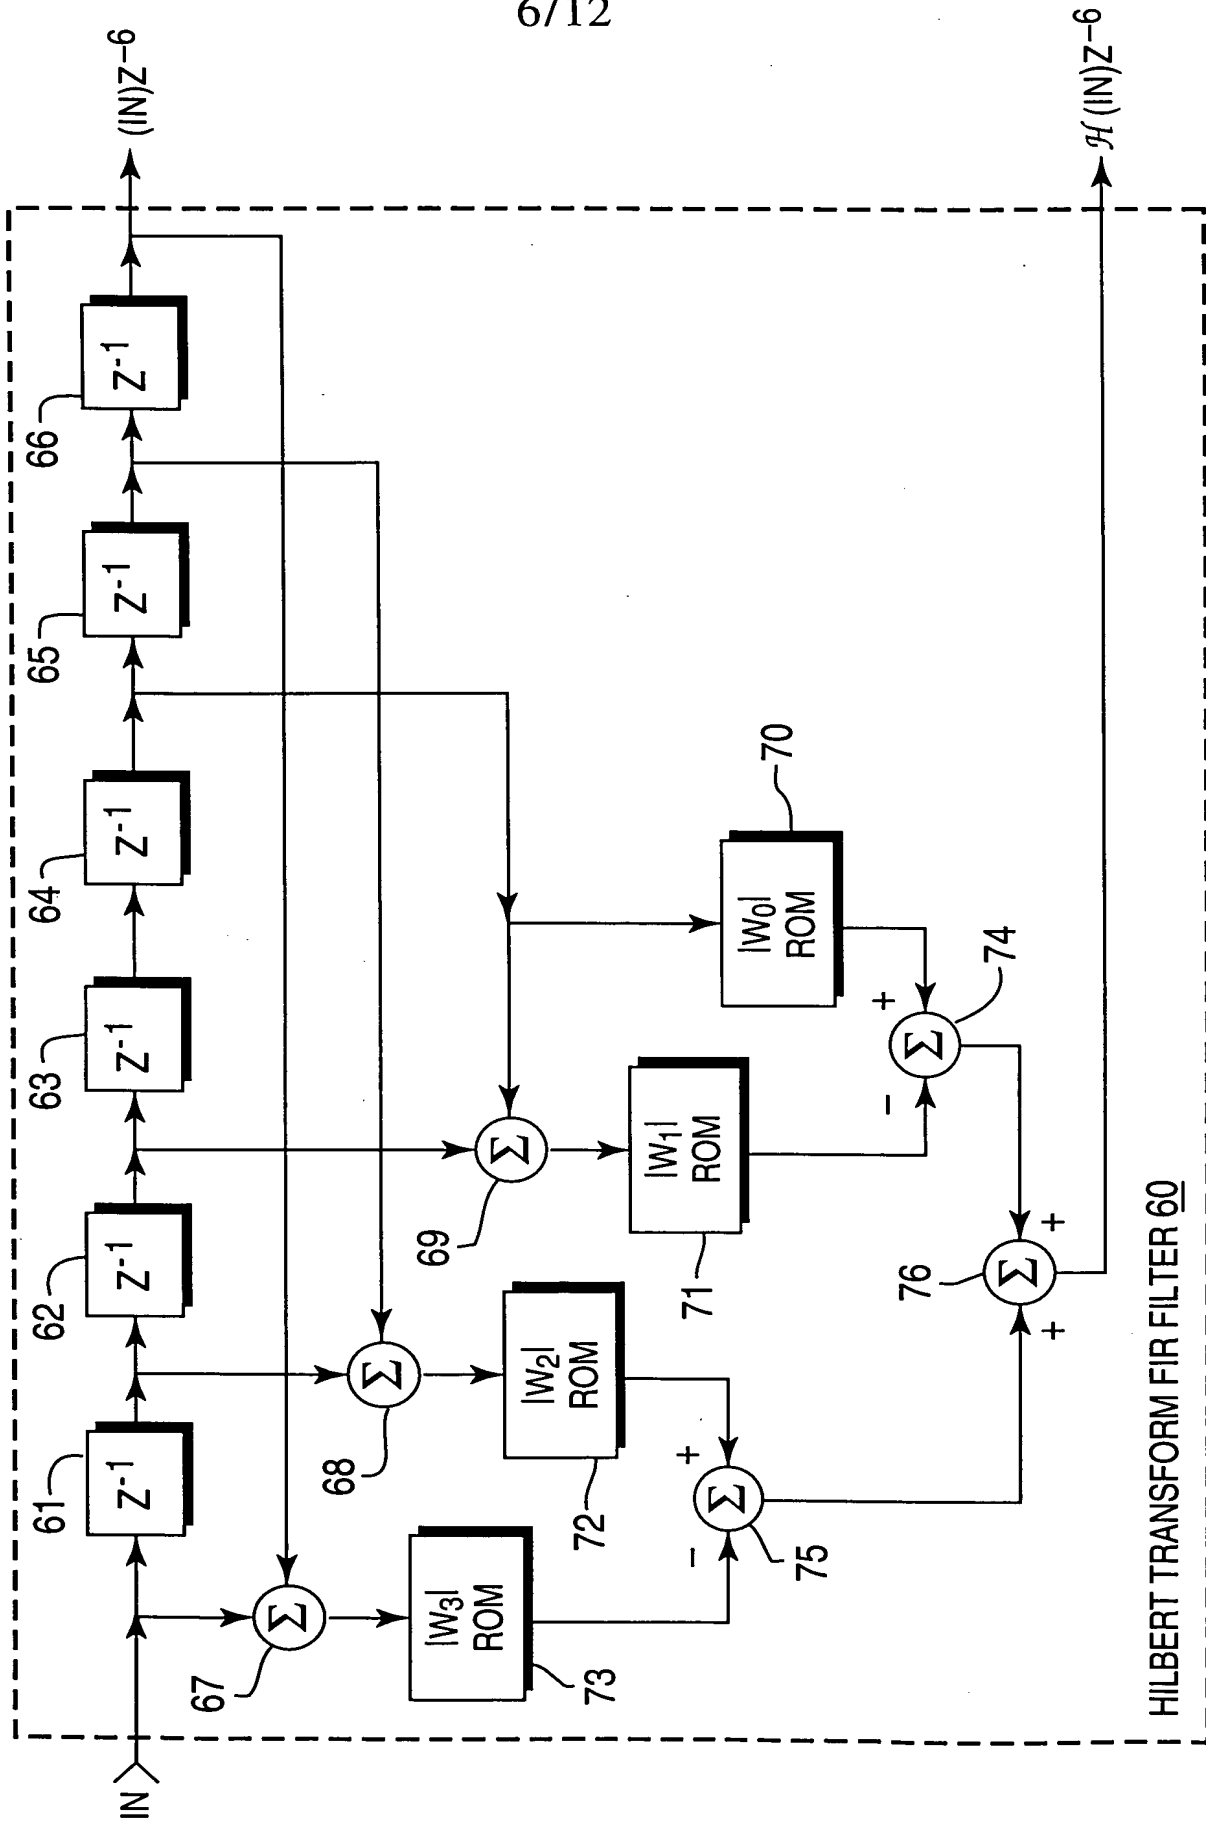 6/12
IN
61
Z-1
62
Z-1
63
Z-1
64
Z-1
65
Z-1
66
Z-1
(IN)Z-6
67
Σ
68
Σ
69
Σ
|W3|
ROM
73
|W2|
ROM
72
|W1|
ROM
71
|W0|
ROM
70
−
+
Σ
75
−
+
Σ
74
76
Σ
+
+
ℋ(IN)Z-6
HILBERT TRANSFORM FIR FILTER 60